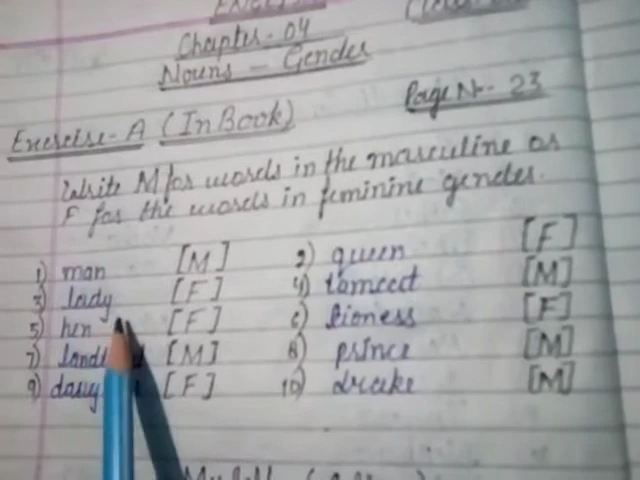 Chapter-04
Nouns - Gender
Page No- 23
Exercise-A (In Book)
Write M for words in the masculine or
F for the words in feminine gender.
1) man [M] 2) queen [F]
3) lady [F] 4) tomcat [M]
5) hen [F] 6) lioness [F]
7) [M] 8) prince [M]
9) [F] 10) drake [M]